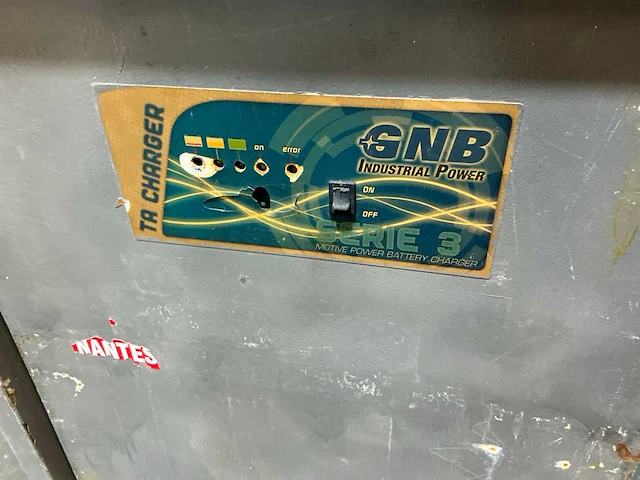 TA CHARGER
on
error
GNB
INDUSTRIAL POWER
ON
OFF
SERIE 3
MOTIVE POWER BATTERY CHARGER
NANTES